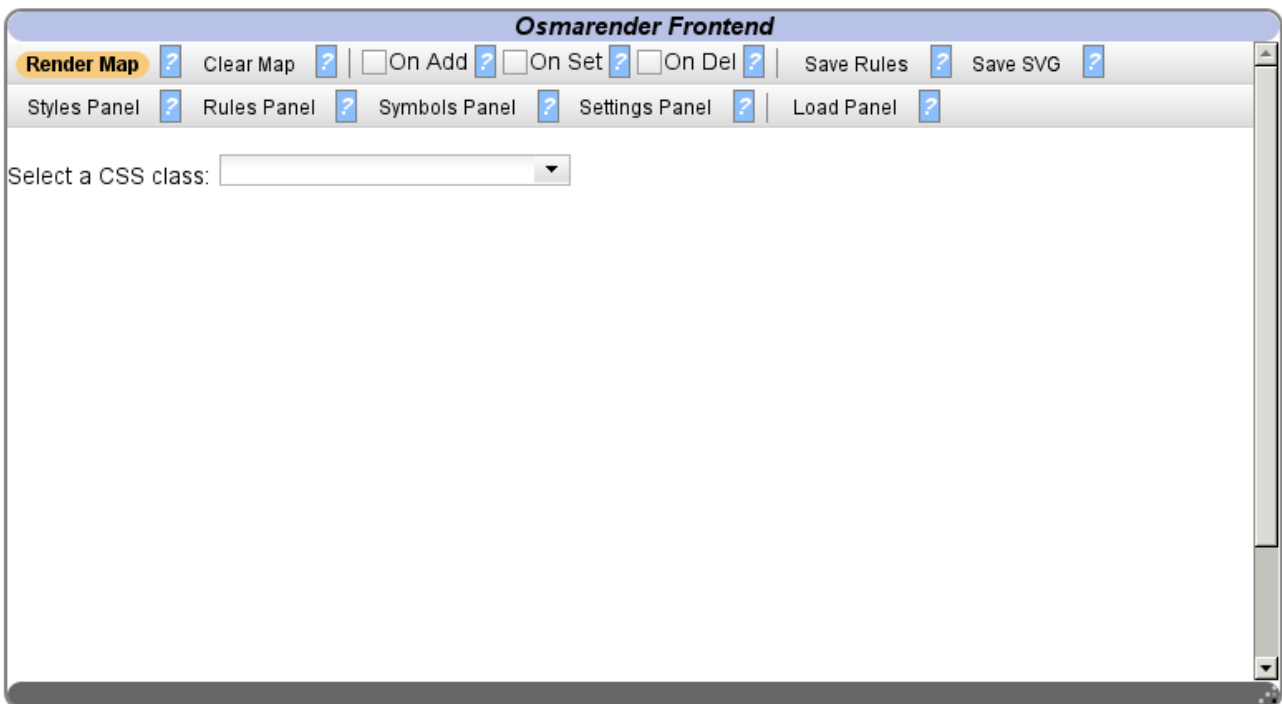 Osmarender Frontend
Render Map ? Clear Map ? On Add ? On Set ? On Del ? Save Rules ? Save SVG ?
Styles Panel ? Rules Panel ? Symbols Panel ? Settings Panel ? Load Panel ?
Select a CSS class: